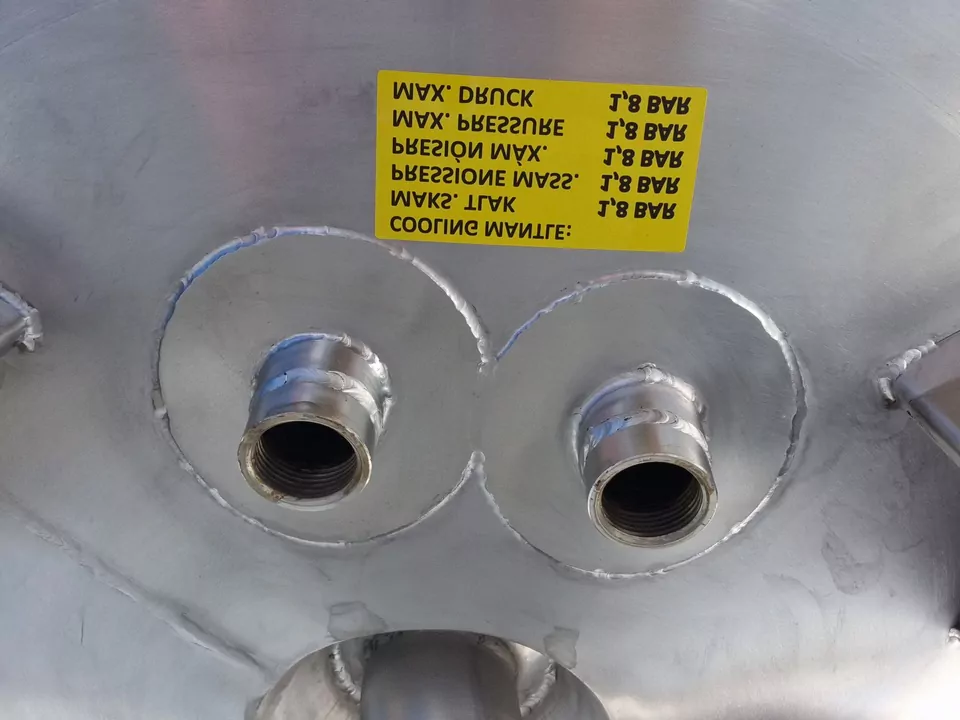 COOLING MANTLE:
MAKS. TLAK 1,8 BAR
PRESSIONE MASS. 1,8 BAR
PRESIÓN MÁX. 1,8 BAR
MAX. PRESSURE 1,8 BAR
MAX. DRUCK 1,8 BAR